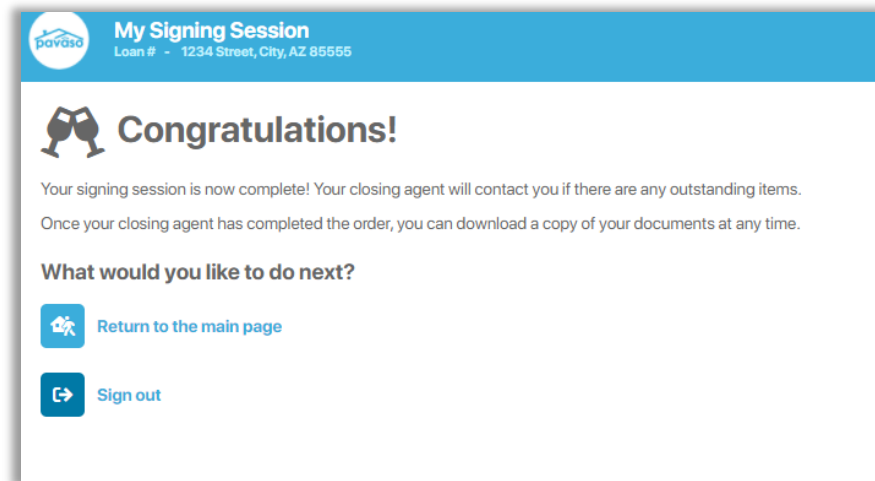 pavaso
My Signing Session
Loan # - 1234 Street, City, AZ 85555
Congratulations!
Your signing session is now complete! Your closing agent will contact you if there are any outstanding items.
Once your closing agent has completed the order, you can download a copy of your documents at any time.
What would you like to do next?
Return to the main page
Sign out